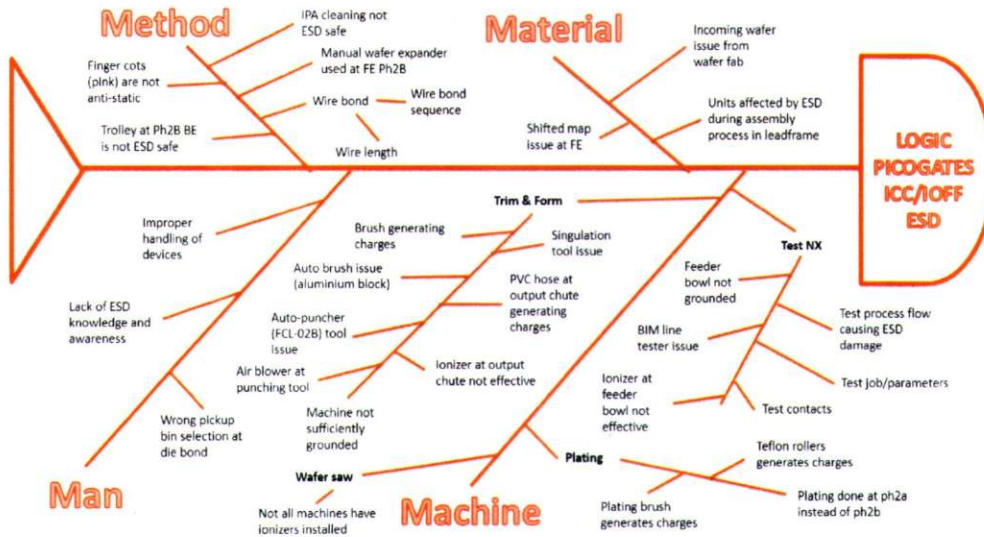 Method
IPA cleaning not
ESD safe
Finger cots
(pink) are not
anti-static
Manual wafer expander
used at FE Ph2B
Wire bond
Wire bond
sequence
Trolley at Ph2B BE
is not ESD safe
Wire length
Material
Incoming wafer
issue from
wafer fab
Shifted map
issue at FE
Units affected by ESD
during assembly
process in leadframe
LOGIC
PICOGATES
ICC/IOFF
ESD
Improper
handling of
devices
Lack of ESD
knowledge and
awareness
Wrong pickup
bin selection at
die bond
Man
Trim & Form
Brush generating
charges
Singulation
tool issue
Auto brush issue
(aluminium block)
PVC hose at
output chute
generating
charges
Auto-puncher
(FCL-02B) tool
issue
Air blower at
punching tool
Ionizer at output
chute not effective
Machine not
sufficiently
grounded
Test NX
Feeder
bowl not
grounded
Test process flow
causing ESD
damage
BIM line
tester issue
Test job/parameters
Ionizer at
feeder
bowl not
effective
Test contacts
Wafer saw
Not all machines have
ionizers installed
Plating
Teflon rollers
generates charges
Plating brush
generates charges
Plating done at ph2a
instead of ph2b
Machine